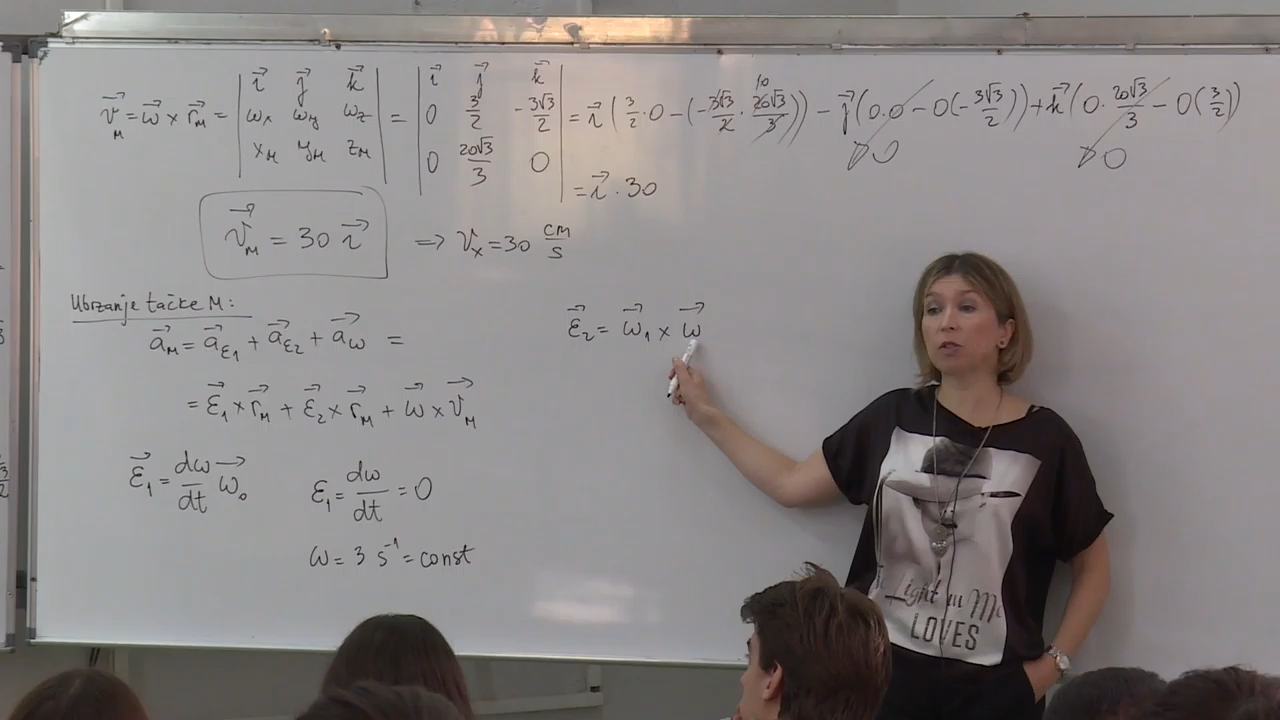 v⃗_M = ω⃗ × r⃗_M = | i⃗ j⃗ k⃗ ; ω_x ω_y ω_z ; x_M y_M z_M | = | i⃗ j⃗ k⃗ ; 0 3/2 -3√3/2 ; 0 20√3/3 0 | = i⃗ (3/2·0 - (-3√3/2 · 20√3/3)) - j⃗ (0·0 - 0(-3√3/2)) + k⃗ (0·20√3/3 - 0(3/2))
10
0 0
= i⃗ · 30
v⃗_M = 30 i⃗ ⇒ v_x = 30 cm/s
Ubrzanje tačke M:
a⃗_M = a⃗_ε1 + a⃗_ε2 + a⃗_ω =
= ε⃗_1 × r⃗_M + ε⃗_2 × r⃗_M + ω⃗ × v⃗_M
ε⃗_1 = dω/dt ω⃗_0 ε_1 = dω/dt = 0
ω = 3 s⁻¹ = const
ε⃗_2 = ω⃗_1 × ω⃗
Light in M
LOVES